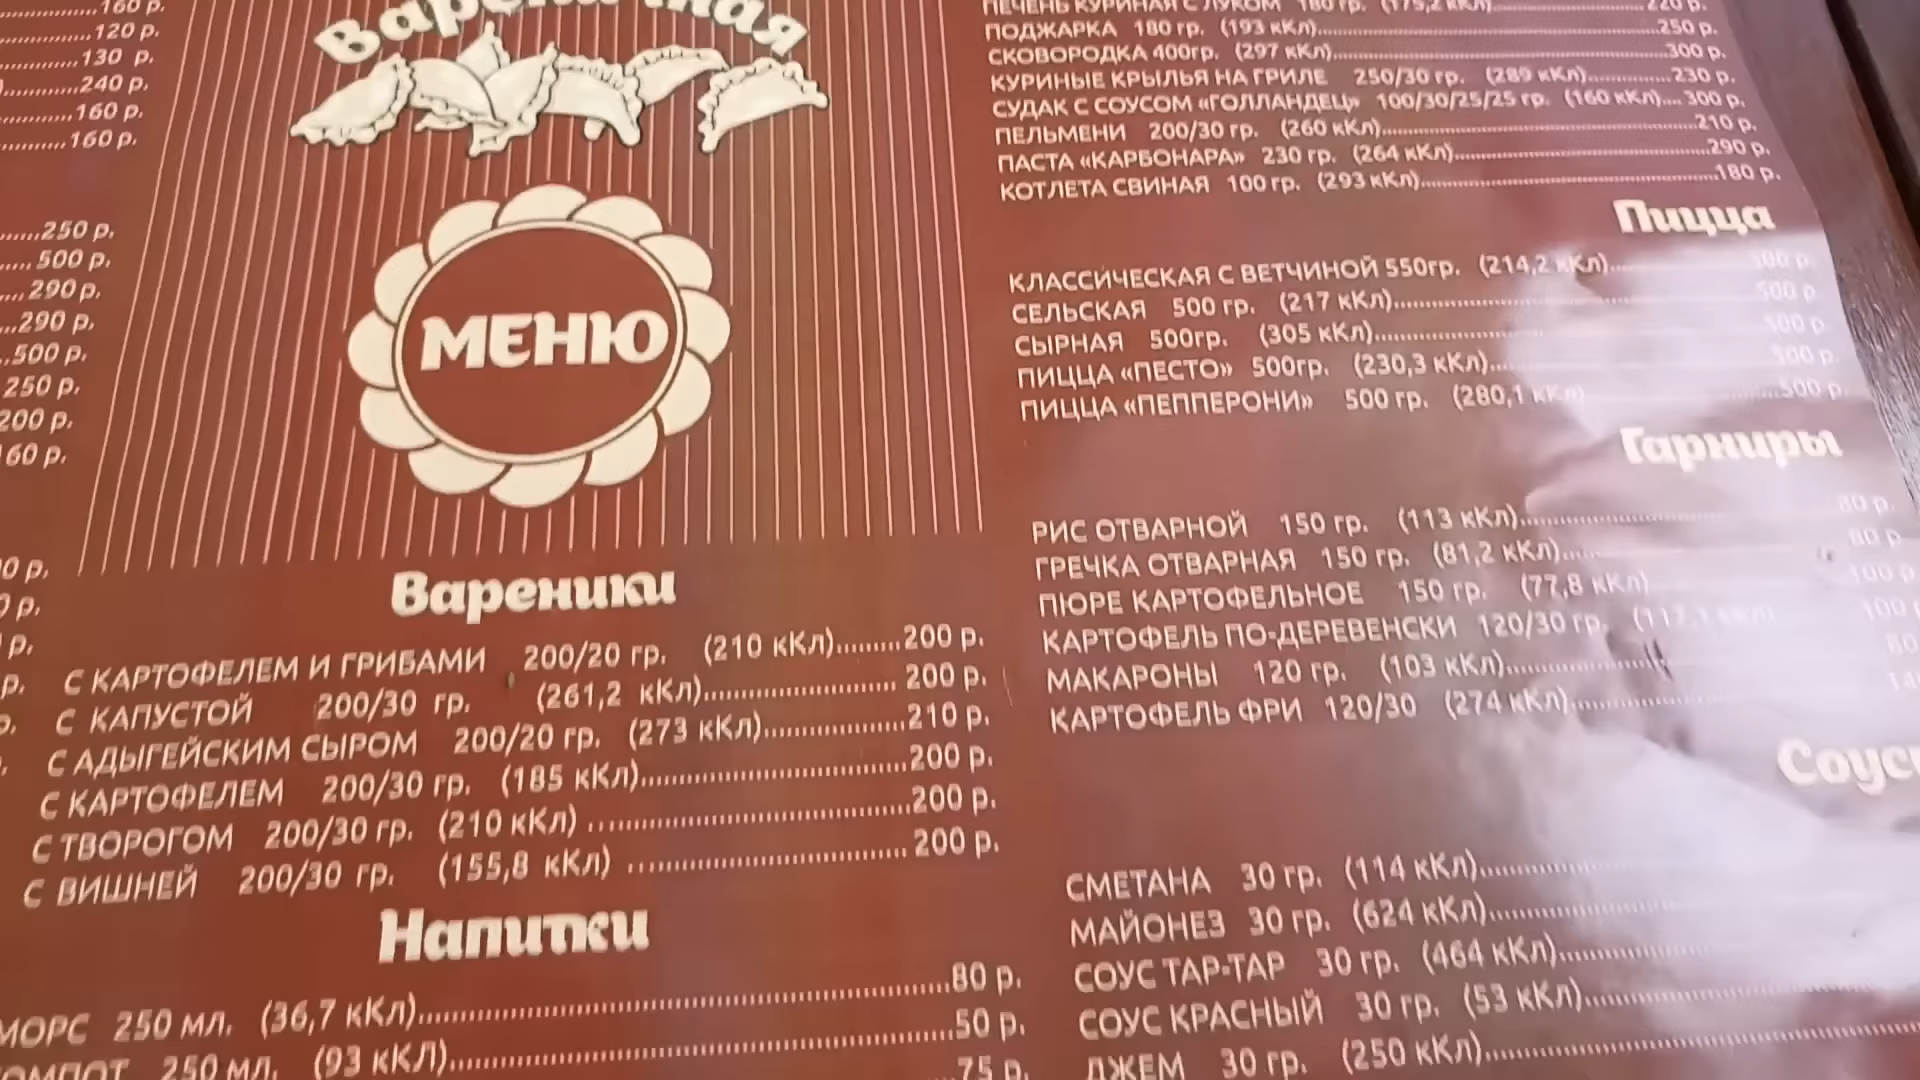 160 р.
120 р.
130 р.
240 р.
160 р.
160 р.
250 р.
500 р.
290 р.
290 р.
500 р.
250 р.
200 р.
160 р.
МЕНЮ
Вареники
С КАРТОФЕЛЕМ И ГРИБАМИ 200/20 гр. (210 кКл)........200 р.
С КАПУСТОЙ 200/30 гр. (261,2 кКл)........200 р.
С АДЫГЕЙСКИМ СЫРОМ 200/20 гр. (273 кКл)........210 р.
С КАРТОФЕЛЕМ 200/30 гр. (185 кКл)........200 р.
С ТВОРОГОМ 200/30 гр. (210 кКл)........200 р.
С ВИШНЕЙ 200/30 гр. (155,8 кКл)........200 р.
Напитки
МОРС 250 мл. (36,7 кКл)........80 р.
250 мл. (93 кКЛ)........50 р.
75 р.
ПЕЧЕНЬ КУРИНАЯ С ЛУКОМ 180 гр. (175,2 кКл)........220 р.
ПОДЖАРКА 180 гр. (193 кКл)........250 р.
СКОВОРОДКА 400гр. (297 кКл)........300 р.
КУРИНЫЕ КРЫЛЬЯ НА ГРИЛЕ 250/30 гр. (289 кКл)........230 р.
СУДАК С СОУСОМ «ГОЛЛАНДЕЦ» 100/30/25/25 гр. (160 кКл)....300 р.
ПЕЛЬМЕНИ 200/30 гр. (260 кКл)........210 р.
ПАСТА «КАРБОНАРА» 230 гр. (264 кКл)........290 р.
КОТЛЕТА СВИНАЯ 100 гр. (293 кКл)........180 р.
Пицца
КЛАССИЧЕСКАЯ С ВЕТЧИНОЙ 550гр. (214,2 кКл)........
СЕЛЬСКАЯ 500 гр. (217 кКл)........500 р
СЫРНАЯ 500гр. (305 кКл)........500 р
ПИЦЦА «ПЕСТО» 500гр. (230,3 кКл)........500 р
ПИЦЦА «ПЕППЕРОНИ» 500 гр. (280,1 кКл)........500 р.
Гарниры
РИС ОТВАРНОЙ 150 гр. (113 кКл)........80 р.
ГРЕЧКА ОТВАРНАЯ 150 гр. (81,2 кКл)........80 р
ПЮРЕ КАРТОФЕЛЬНОЕ 150 гр. (77,8 кКл) 100 р
КАРТОФЕЛЬ ПО-ДЕРЕВЕНСКИ 120/30 гр. 100
МАКАРОНЫ 120 гр. (103 кКл)........
КАРТОФЕЛЬ ФРИ 120/30 (274 кКл)........
СМЕТАНА 30 гр. (114 кКл)........
МАЙОНЕЗ 30 гр. (624 кКл)........
СОУС ТАР-ТАР 30 гр. (464 кКл)........
СОУС КРАСНЫЙ 30 гр. (53 кКл)........
ДЖЕМ 30 гр. (250 кКл)........